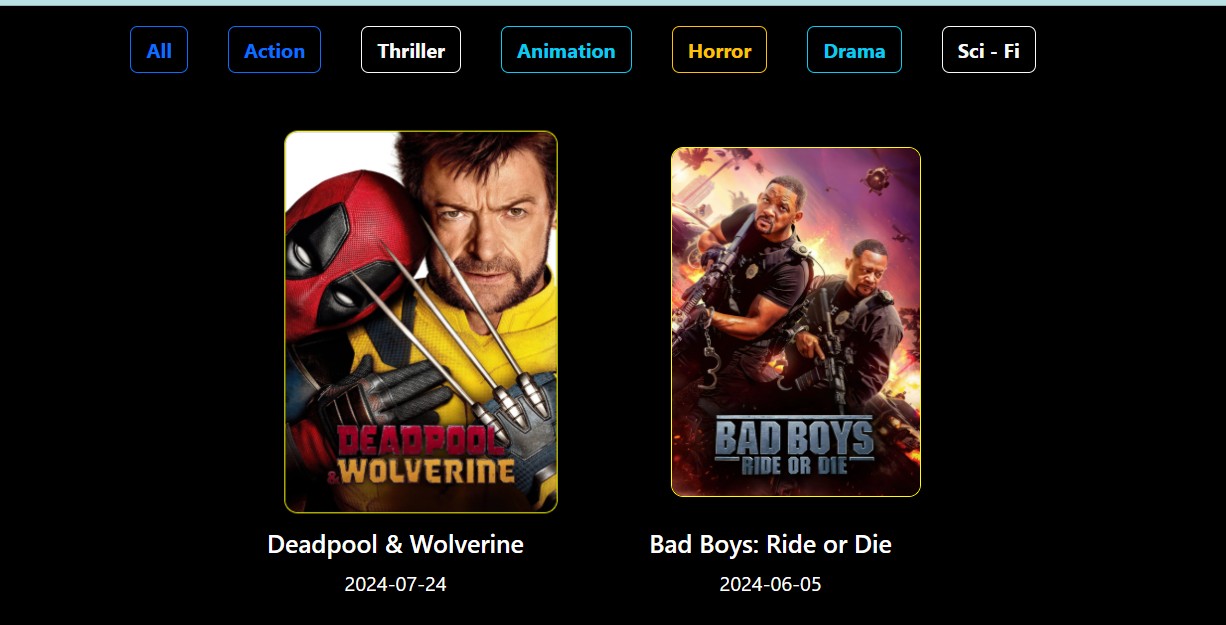 All
Action
Thriller
Animation
Horror
Drama
Sci - Fi
DEADPOOL
& WOLVERINE
BAD BOYS
RIDE OR DIE
Deadpool & Wolverine
Bad Boys: Ride or Die
2024-07-24
2024-06-05